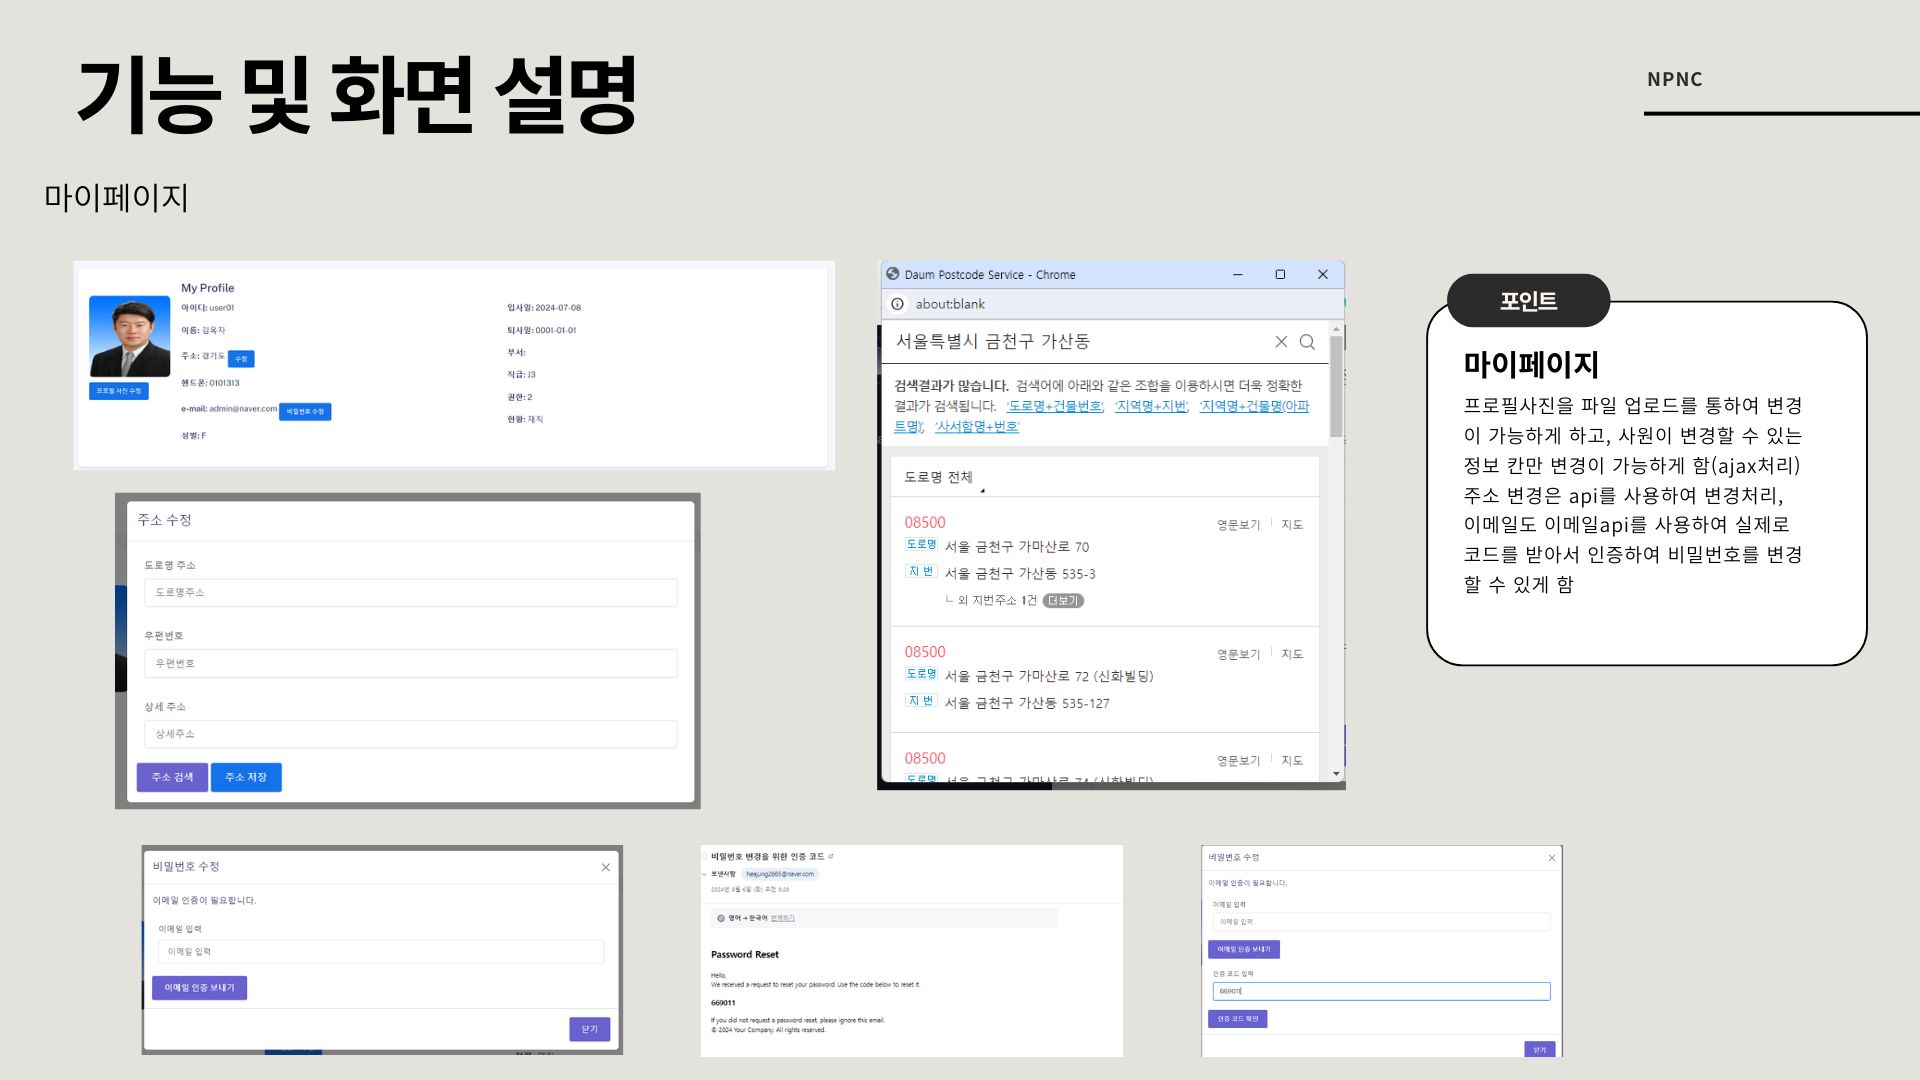 기능 및 화면 설명
NPNC
마이페이지
My Profile
아이디: user01
이름: 김옥자
주소: 경기도 수정
핸드폰: 0101313
e-mail: admin@naver.com 비밀번호 수정
성별: F
프로필 사진 수정
입사일: 2024-07-08
퇴사일: 0001-01-01
부서:
직급: J3
권한: 2
현황: 재직
주소 수정
도로명 주소
도로명주소
우편번호
우편번호
상세 주소
상세주소
주소 검색 주소 저장
Daum Postcode Service - Chrome
about:blank
서울특별시 금천구 가산동
검색결과가 많습니다. 검색어에 아래와 같은 조합을 이용하시면 더욱 정확한
결과가 검색됩니다. '도로명+건물번호', '지역명+지번', '지역명+건물명(아파
트명)', '사서함명+번호'
도로명 전체
08500 영문보기 지도
도로명 서울 금천구 가마산로 70
지 번 서울 금천구 가산동 535-3
ㄴ 외 지번주소 1건 더보기
08500 영문보기 지도
도로명 서울 금천구 가마산로 72 (신화빌딩)
지 번 서울 금천구 가산동 535-127
08500 영문보기 지도
도로명 서울 금천구 가마산로 74 (신화빌딩)
포인트
마이페이지
프로필사진을 파일 업로드를 통하여 변경
이 가능하게 하고, 사원이 변경할 수 있는
정보 칸만 변경이 가능하게 함(ajax처리)
주소 변경은 api를 사용하여 변경처리,
이메일도 이메일api를 사용하여 실제로
코드를 받아서 인증하여 비밀번호를 변경
할 수 있게 함
비밀번호 수정
이메일 인증이 필요합니다.
이메일 입력
이메일 입력
이메일 인증 보내기
닫기
비밀번호 변경을 위한 인증 코드
보낸사람 heajung2665@naver.com
2024년 8월 6일 (화) 오전 9:28
영어 → 한국어 번역하기
Password Reset
Hello,
We received a request to reset your password. Use the code below to reset it.
669011
If you did not request a password reset, please ignore this email.
© 2024 Your Company. All rights reserved.
비밀번호 수정
이메일 인증이 필요합니다.
이메일 입력
이메일 입력
이메일 인증 보내기
인증 코드 입력
669011
인증 코드 확인
닫기